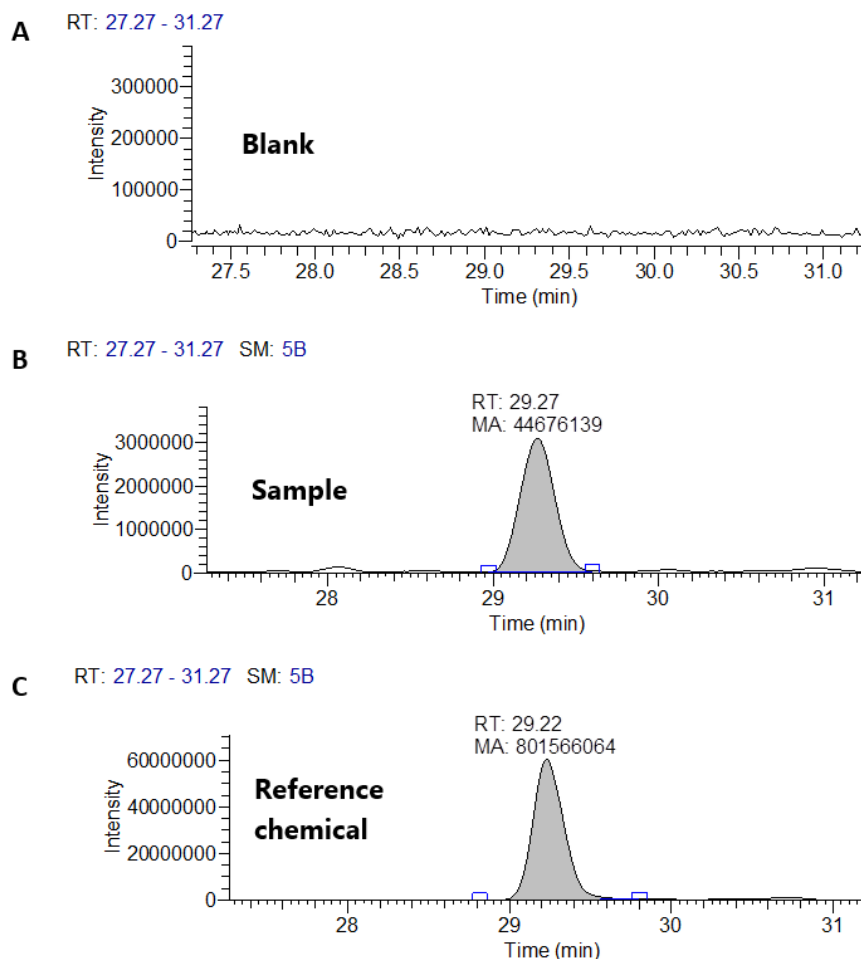 A
RT: 27.27 - 31.27
300000
200000
100000
0
Intensity
Blank
27.5 28.0 28.5 29.0 29.5 30.0 30.5 31.0
Time (min)
B
RT: 27.27 - 31.27 SM: 5B
RT: 29.27
MA: 44676139
3000000
2000000
1000000
0
Intensity
Sample
28 29 30 31
Time (min)
C
RT: 27.27 - 31.27 SM: 5B
RT: 29.22
MA: 801566064
60000000
40000000
20000000
0
Intensity
Reference
chemical
28 29 30 31
Time (min)